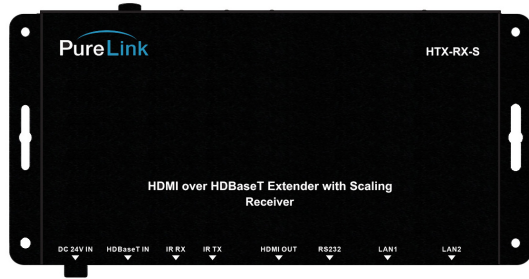 PureLink
HTX-RX-S
HDMI over HDBaseT Extender with Scaling
Receiver
DC 24V IN HDBaseT IN IR RX IR TX HDMI OUT RS232 LAN1 LAN2